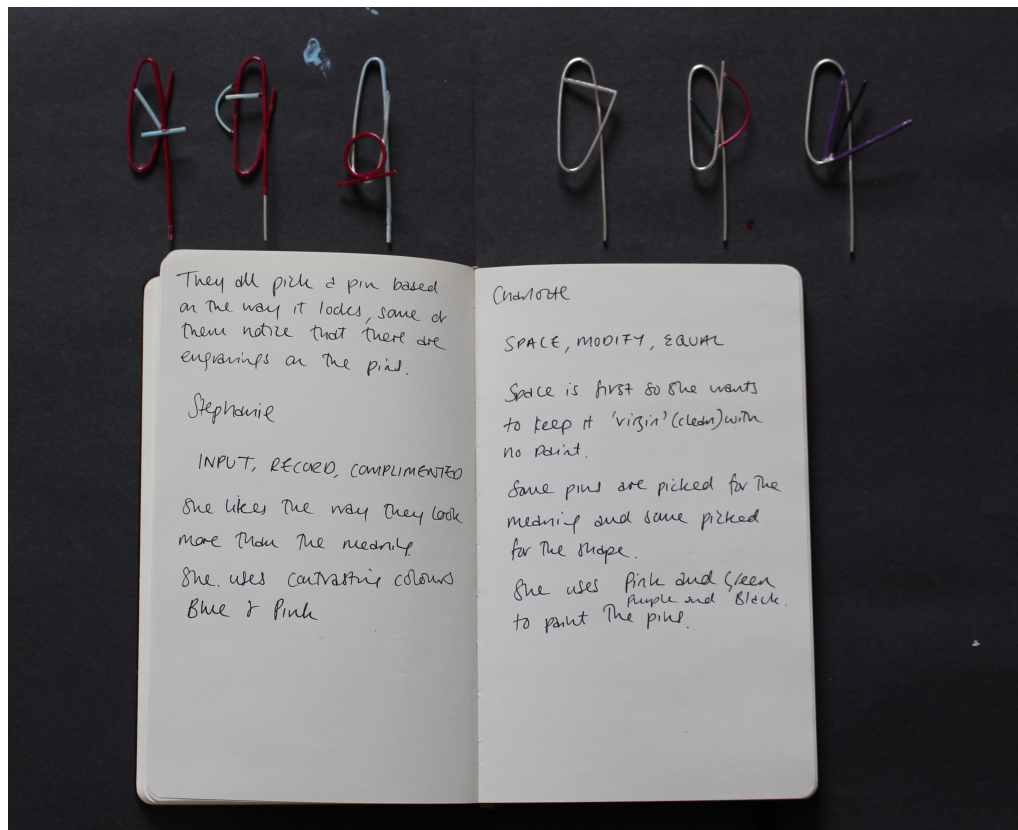 They all pick a pin based
on the way it looks, some of
them notice that there are
engravings on the pins.
Stephanie
INPUT, RECORD, COMPLIMENTED
She likes the way they look
more than the meaning.
She uses contrasting colours
Blue & Pink
Charlotte
SPACE, MODIFY, EQUAL
Space is first so she wants
to keep it 'virgin' (clean) with
no paint.
Some pins are picked for the
meaning and some picked
for the shape.
She uses Pink and Green
Purple and Black.
to paint the pins.